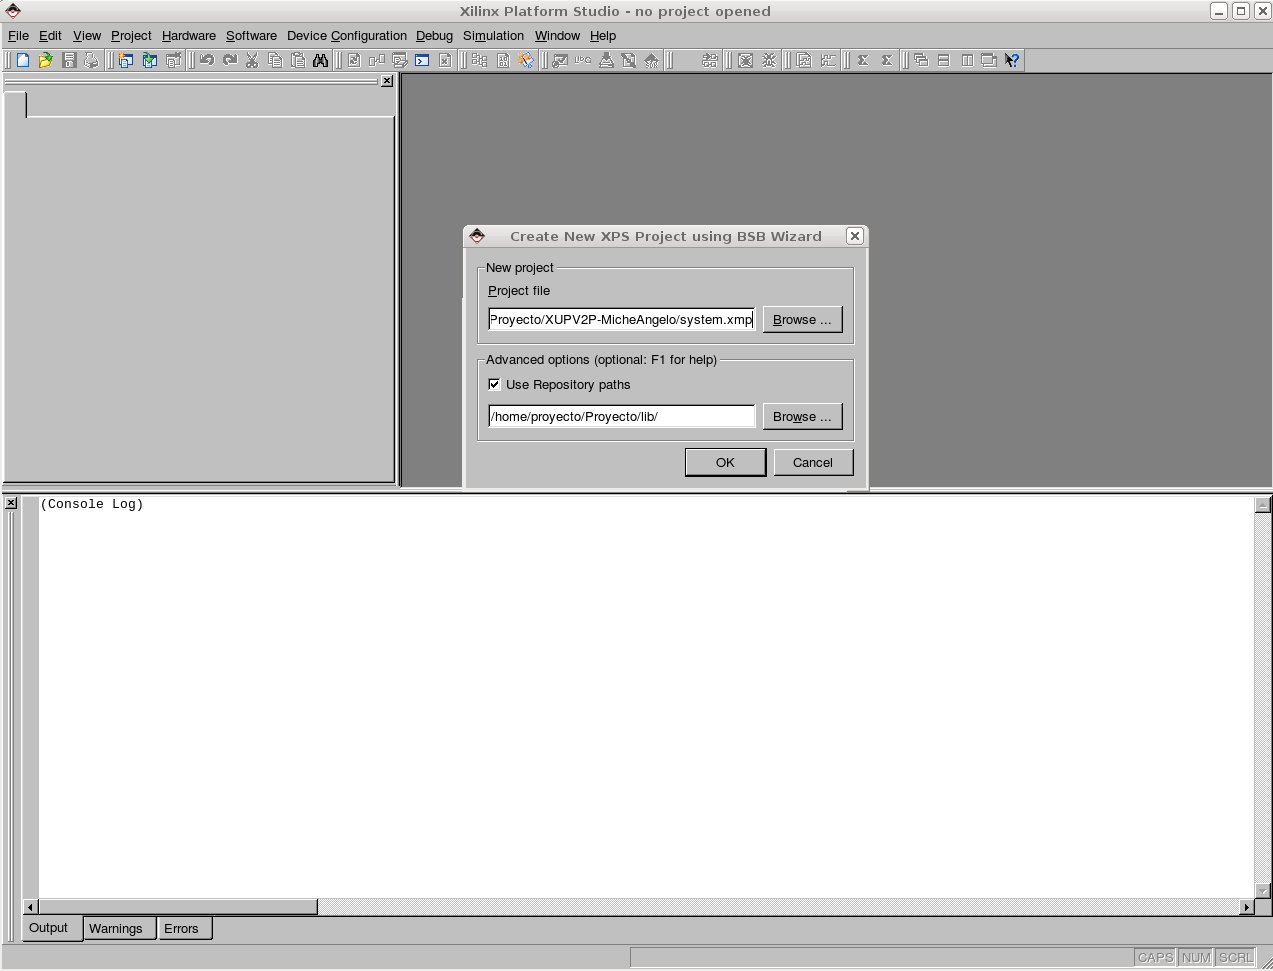 Xilinx Platform Studio - no project opened
File Edit View Project Hardware Software Device Configuration Debug Simulation Window Help
Create New XPS Project using BSB Wizard
New project
Project file
Proyecto/XUPV2P-MicheAngelo/system.xmp Browse ...
Advanced options (optional: F1 for help)
Use Repository paths
/home/proyecto/Proyecto/lib/ Browse ...
OK Cancel
(Console Log)
Output Warnings Errors
CAPS NUM SCRL